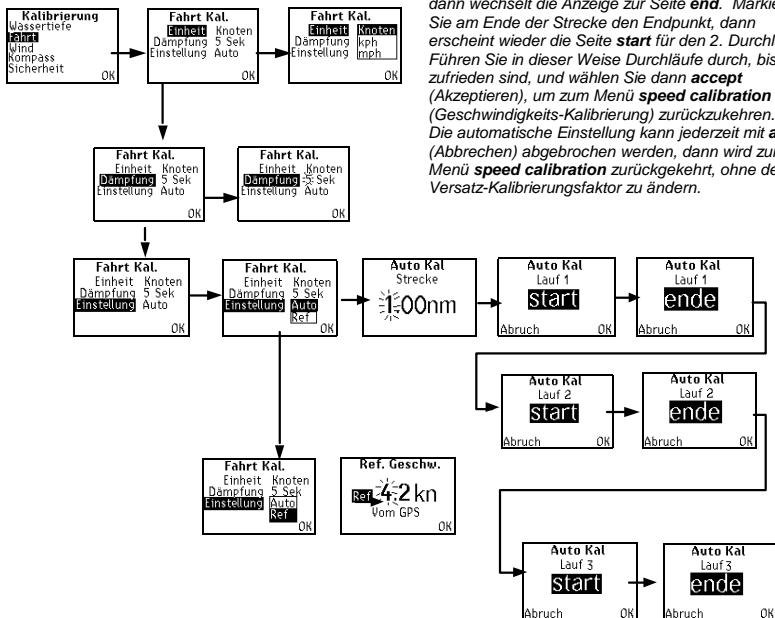 dann wechselt die Anzeige zur Seite end. Markie
Sie am Ende der Strecke den Endpunkt, dann
erscheint wieder die Seite start für den 2. Durchl
Führen Sie in dieser Weise Durchläufe durch, bis
zufrieden sind, und wählen Sie dann accept
(Akzeptieren), um zum Menü speed calibration
(Geschwindigkeits-Kalibrierung) zurückzukehren.
Die automatische Einstellung kann jederzeit mit a
(Abbrechen) abgebrochen werden, dann wird zur
Menü speed calibration zurückgekehrt, ohne de
Versatz-Kalibrierungsfaktor zu ändern.
Kalibrierung
Wassertiefe
Fahrt
Wind
Kompass
Sicherheit
OK
Fahrt Kal.
Einheit Knoten
Dämpfung 5 Sek
Einstellung Auto
OK
Fahrt Kal.
Einheit Knoten
Dämpfung kph
Einstellung mph
OK
Fahrt Kal.
Einheit Knoten
Dämpfung 5 Sek
Einstellung Auto
OK
Fahrt Kal.
Einheit Knoten
Dämpfung 5 Sek
Einstellung Auto
OK
Fahrt Kal.
Einheit Knoten
Dämpfung 5 Sek
Einstellung Auto
OK
Fahrt Kal.
Einheit Knoten
Dämpfung 5 Sek
Einstellung Auto
Ref
OK
Auto Kal
Strecke
1.00nm
Auto Kal
Lauf 1
start
Abruch OK
Auto Kal
Lauf 1
ende
Abruch OK
Auto Kal
Lauf 2
start
Abruch OK
Auto Kal
Lauf 2
ende
Abruch OK
Fahrt Kal.
Einheit Knoten
Dämpfung 5 Sek
Einstellung Auto
Ref
OK
Ref. Geschw.
Ref 4.2 kn
Vom GPS
OK
Auto Kal
Lauf 3
start
Abruch OK
Auto Kal
Lauf 3
ende
Abruch OK